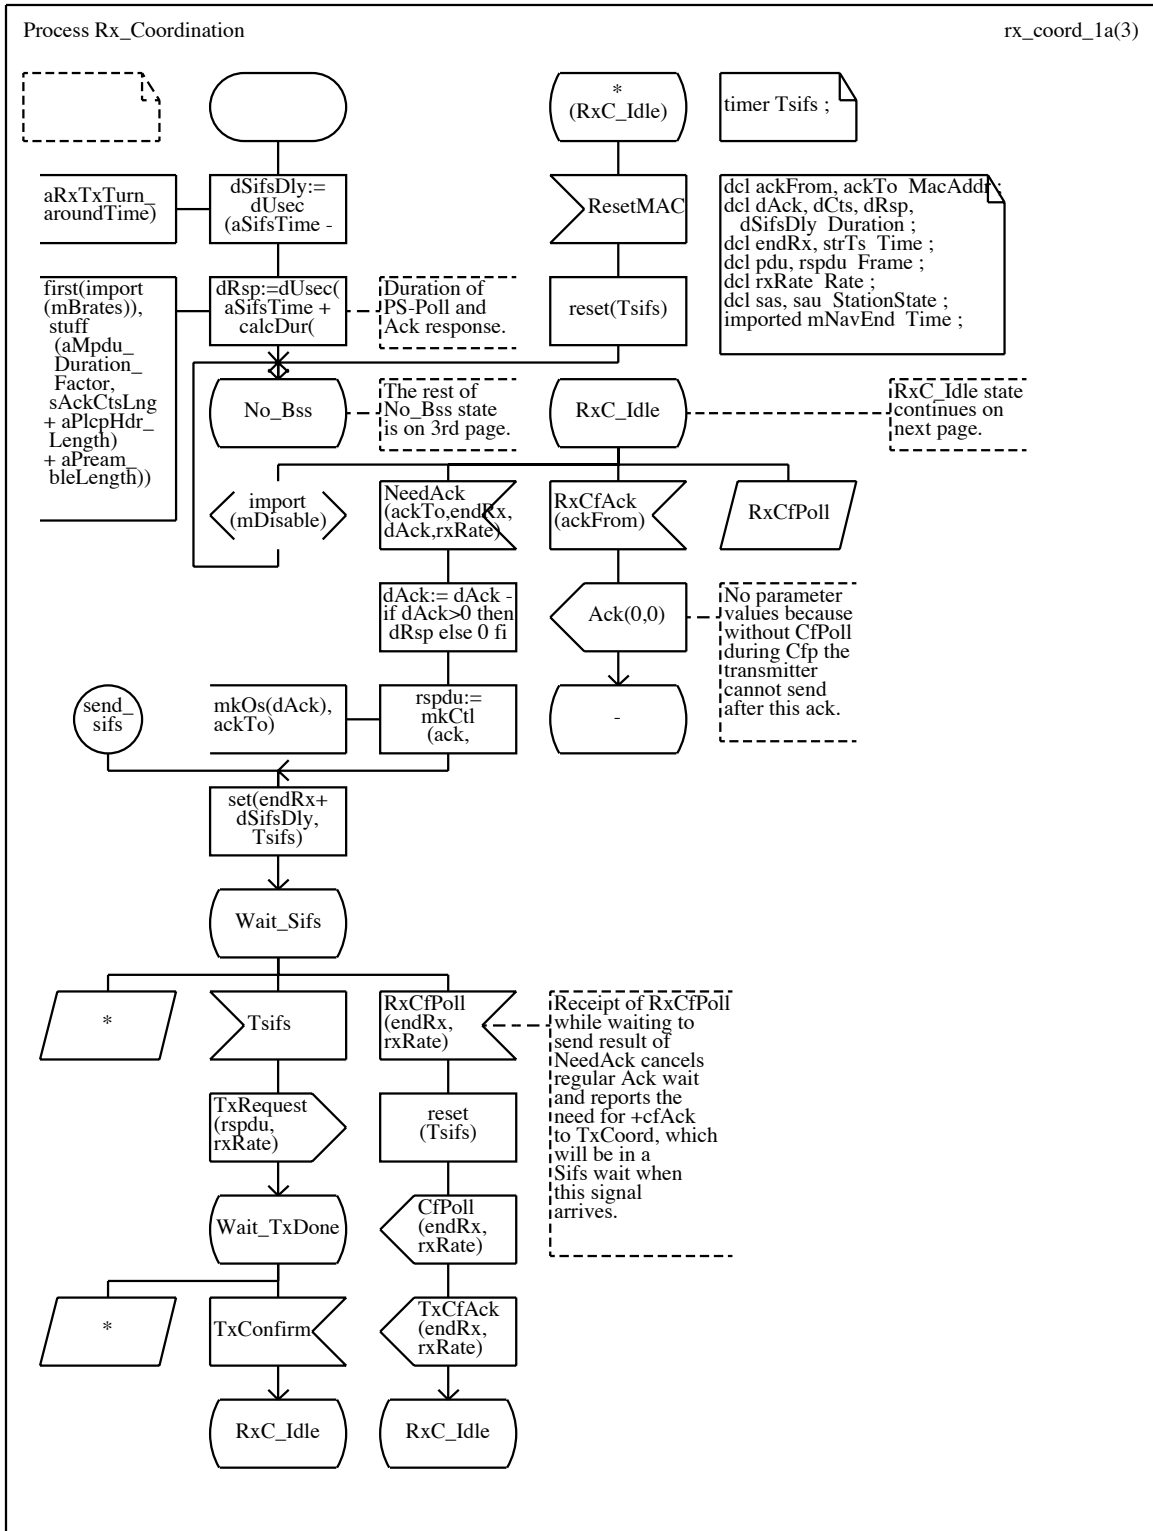 Process Rx_Coordination
rx_coord_1a(3)
*
(RxC_Idle)
timer Tsifs ;
aRxTxTurn_
aroundTime)
dSifsDly:=
dUsec
(aSifsTime -
ResetMAC
dcl ackFrom, ackTo  MacAddr ;
dcl dAck, dCts, dRsp,
dSifsDly  Duration ;
dcl endRx, strTs  Time ;
dcl pdu, rspdu  Frame ;
dcl rxRate  Rate ;
dcl sas, sau  StationState ;
imported mNavEnd  Time ;
first(import
(mBrates)),
stuff
(aMpdu_
Duration_
Factor,
sAckCtsLng
+ aPlcpHdr_
Length)
+ aPream_
bleLength))
dRsp:=dUsec(
aSifsTime +
calcDur(
Duration of
PS-Poll and
Ack response.
reset(Tsifs)
No_Bss
The rest of
No_Bss state
is on 3rd page.
RxC_Idle
RxC_Idle state
continues on
next page.
import
(mDisable)
NeedAck
(ackTo,endRx,
dAck,rxRate)
RxCfAck
(ackFrom)
RxCfPoll
dAck:= dAck -
if dAck>0 then
dRsp else 0 fi
Ack(0,0)
No parameter
values because
without CfPoll
during Cfp the
transmitter
cannot send
after this ack.
send_
sifs
mkOs(dAck),
ackTo)
rspdu:=
mkCtl
(ack,
-
set(endRx+
dSifsDly,
Tsifs)
Wait_Sifs
*
Tsifs
RxCfPoll
(endRx,
rxRate)
Receipt of RxCfPoll
while waiting to
send result of
NeedAck cancels
regular Ack wait
and reports the
need for +cfAck
to TxCoord, which
will be in a
Sifs wait when
this signal
arrives.
TxRequest
(rspdu,
rxRate)
reset
(Tsifs)
Wait_TxDone
CfPoll
(endRx,
rxRate)
*
TxConfirm
TxCfAck
(endRx,
rxRate)
RxC_Idle
RxC_Idle